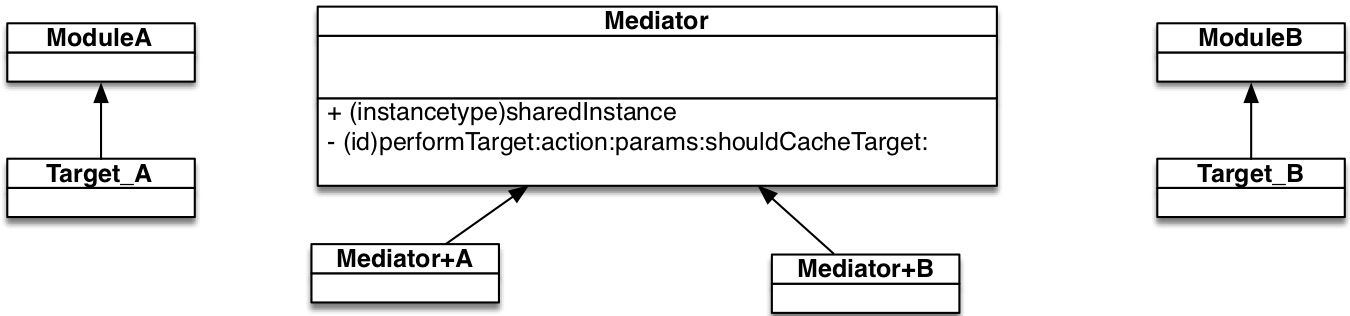 ModuleA
Mediator
ModuleB
+ (instancetype)sharedInstance
- (id)performTarget:action:params:shouldCacheTarget:
Target_A
Target_B
Mediator+A
Mediator+B